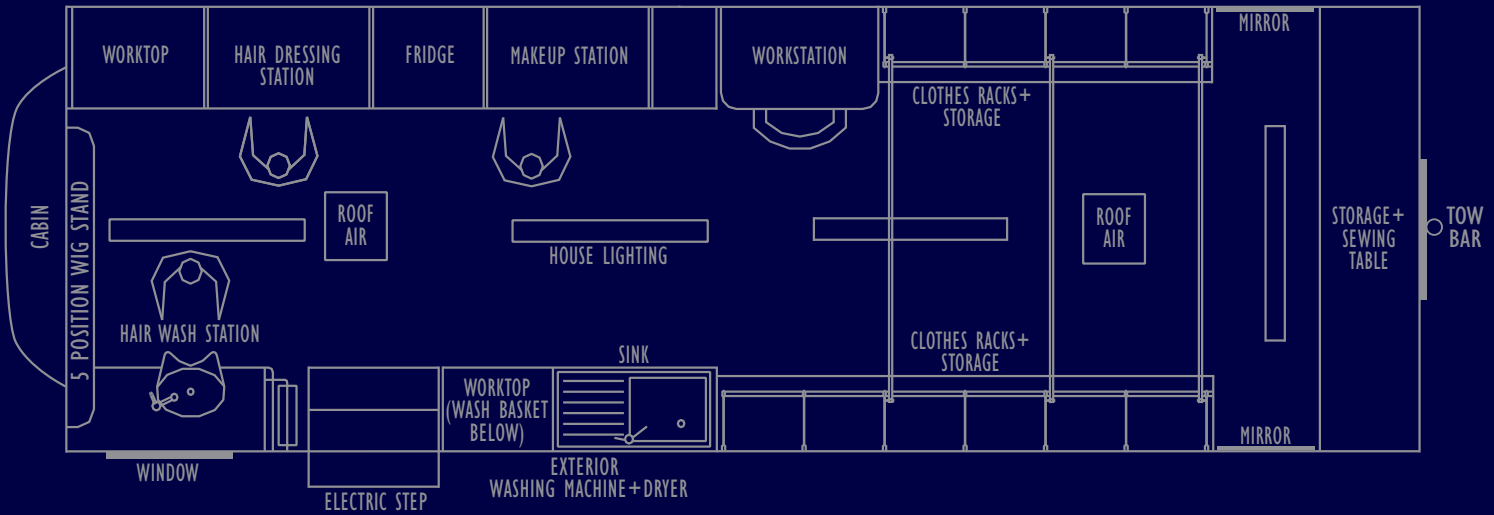 WORKTOP
HAIR DRESSING
STATION
FRIDGE
MAKEUP STATION
WORKSTATION
MIRROR
CLOTHES RACKS+
STORAGE
CABIN
5 POSITION WIG STAND
ROOF
AIR
HOUSE LIGHTING
ROOF
AIR
STORAGE+
SEWING
TABLE
TOW
BAR
HAIR WASH STATION
CLOTHES RACKS+
STORAGE
SINK
WORKTOP
(WASH BASKET
BELOW)
MIRROR
WINDOW
EXTERIOR
WASHING MACHINE+DRYER
ELECTRIC STEP